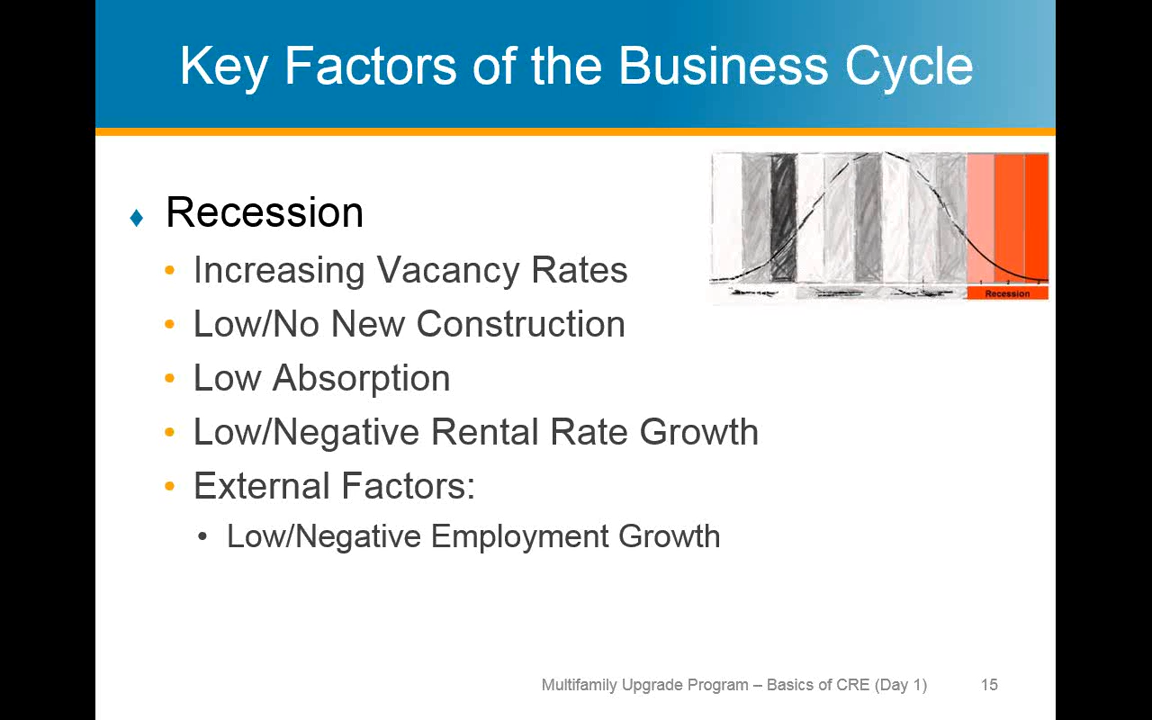 Key Factors of the Business Cycle
Recession
Increasing Vacancy Rates
Low/No New Construction
Low Absorption
Low/Negative Rental Rate Growth
External Factors:
Low/Negative Employment Growth
Recession
Multifamily Upgrade Program – Basics of CRE (Day 1) 15